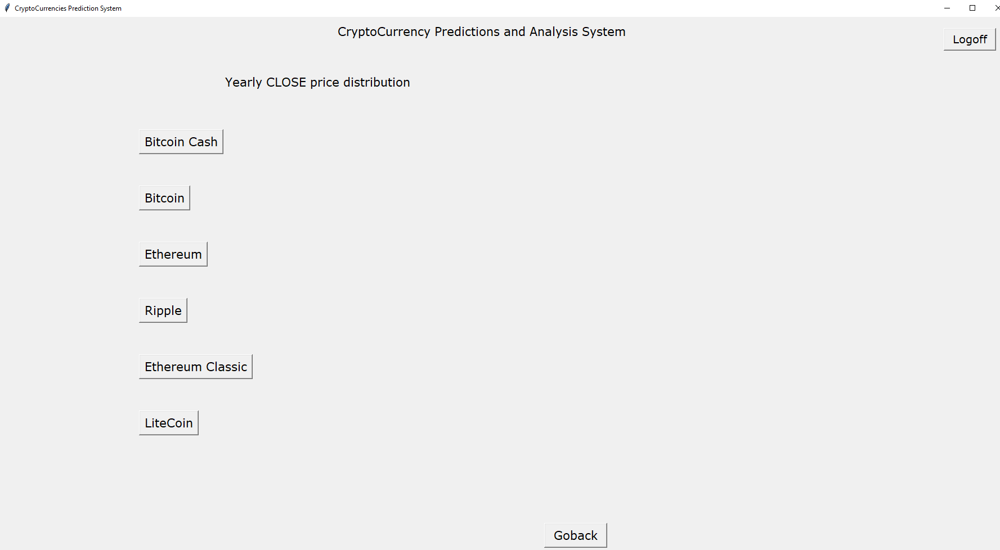 CryptoCurrencies Prediction System
CryptoCurrency Predictions and Analysis System
Logoff
Yearly CLOSE price distribution
Bitcoin Cash
Bitcoin
Ethereum
Ripple
Ethereum Classic
LiteCoin
Goback